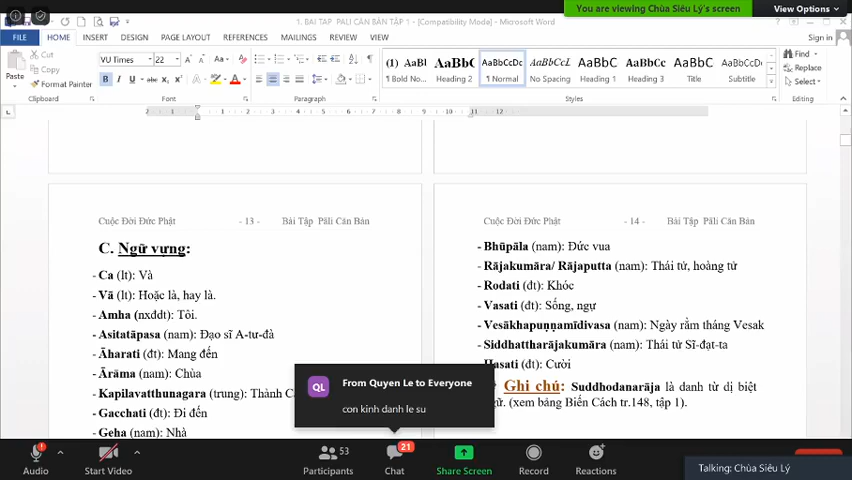 You are viewing Chùa Siêu Lý's screen
View Options
1. BAI TAP PALI CĂN BẢN TẬP 1 - [Compatibility Mode] - Microsoft Word
FILE HOME INSERT DESIGN PAGE LAYOUT REFERENCES MAILINGS REVIEW VIEW
Sign in
Cut
Copy
Format Painter
Paste
VU Times 22
(1) AaBl AaBbC AaBbCcDc AaBbCcL AaBbC AaBbCc AaBbC AaBbCcD
1 Bold No... Heading 2 ¶ Normal No Spacing Heading 1 Heading 3 Title Subtitle
Find
Replace
Select
Clipboard Font Paragraph Styles Editing
Cuộc Đời Đức Phật - 13 - Bài Tập Pāli Căn Bản
C. Ngữ vựng:
- Ca (lt): Và
- Vā (lt): Hoặc là, hay là.
- Amha (nxđđt): Tôi.
- Asitatāpasa (nam): Đạo sĩ A-tư-đà
- Āharati (đt): Mang đến
- Ārāma (nam): Chùa
- Kapilavatthunagara (trung): Thành C
- Gacchati (đt): Đi đến
- Geha (nam): Nhà
Cuộc Đời Đức Phật - 14 - Bài Tập Pāli Căn Bản
- Bhūpāla (nam): Đức vua
- Rājakumāra/ Rājaputta (nam): Thái tử, hoàng tử
- Rodati (đt): Khóc
- Vasati (đt): Sống, ngự
- Vesākhapuṇṇamīdivasa (nam): Ngày rằm tháng Vesak
- Siddhattharājakumāra (nam): Thái tử Sĩ-đạt-ta
Hasati (đt): Cười
Ghi chú: Suddhodanarāja là danh từ dị biệt
ngữ. (xem bảng Biến Cách tr.148, tập 1).
QL
From Quyen Le to Everyone
con kinh danh le su
Audio
Start Video
53
Participants
21
Chat
Share Screen
Record
Reactions
Talking: Chùa Siêu Lý